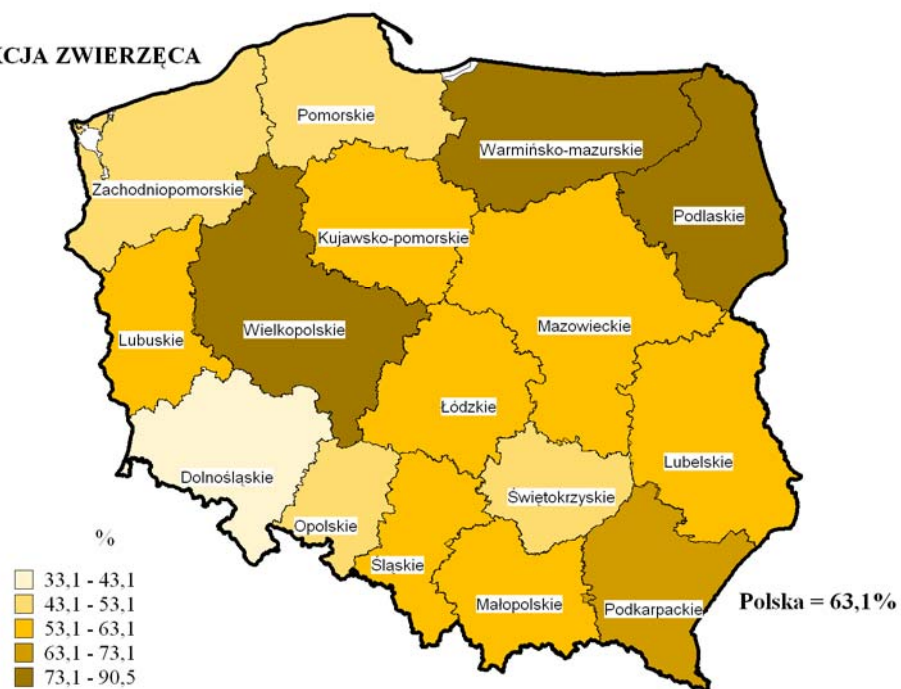 KCJA ZWIERZĘCA
Pomorskie
Warmińsko-mazurskie
Zachodniopomorskie
Podlaskie
Kujawsko-pomorskie
Wielkopolskie
Mazowieckie
Lubuskie
Łódzkie
Lubelskie
Dolnośląskie
Świętokrzyskie
Opolskie
Śląskie
Małopolskie
Podkarpackie
Polska = 63,1%
%
33,1 - 43,1
43,1 - 53,1
53,1 - 63,1
63,1 - 73,1
73,1 - 90,5